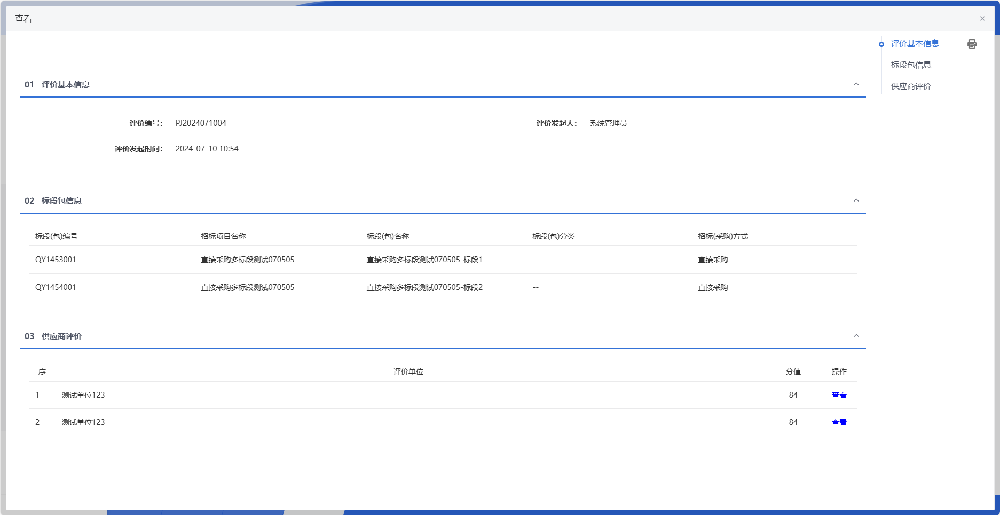 查看
评价基本信息
标段包信息
供应商评价
01 评价基本信息
评价编号： PJ2024071004 评价发起人： 系统管理员
评价发起时间： 2024-07-10 10:54
02 标段包信息
标段(包)编号 招标项目名称 标段(包)名称 标段(包)分类 招标(采购)方式
QY1453001 直接采购多标段测试070505 直接采购多标段测试070505-标段1 -- 直接采购
QY1454001 直接采购多标段测试070505 直接采购多标段测试070505-标段2 -- 直接采购
03 供应商评价
序 评价单位 分值 操作
1 测试单位123 84 查看
2 测试单位123 84 查看